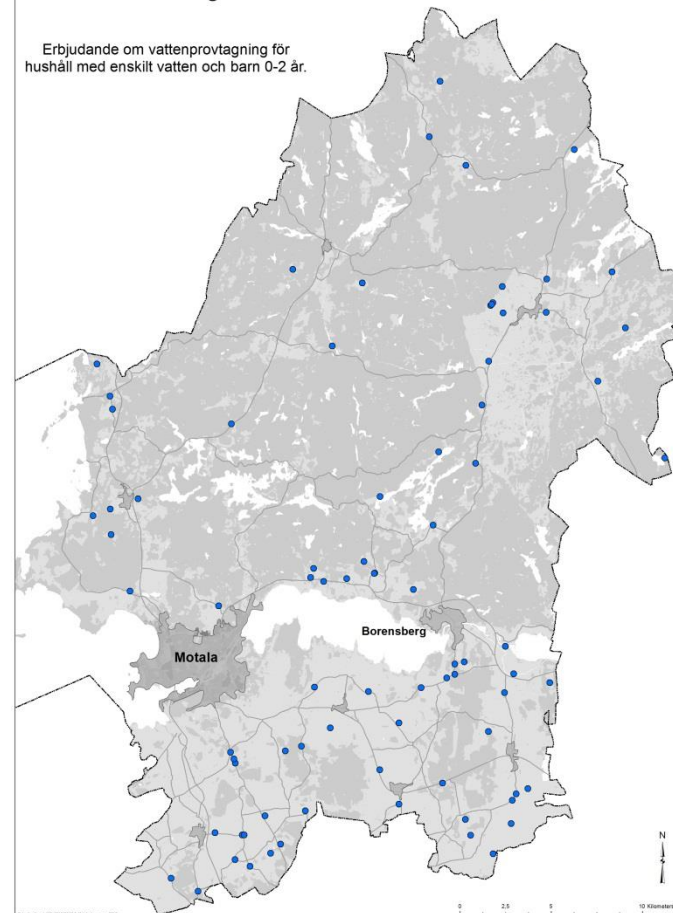 Erbjudande om vattenprovtagning för
hushåll med enskilt vatten och barn 0-2 år.
Borensberg
Motala
N
0 2,5 5 10 Kilometers